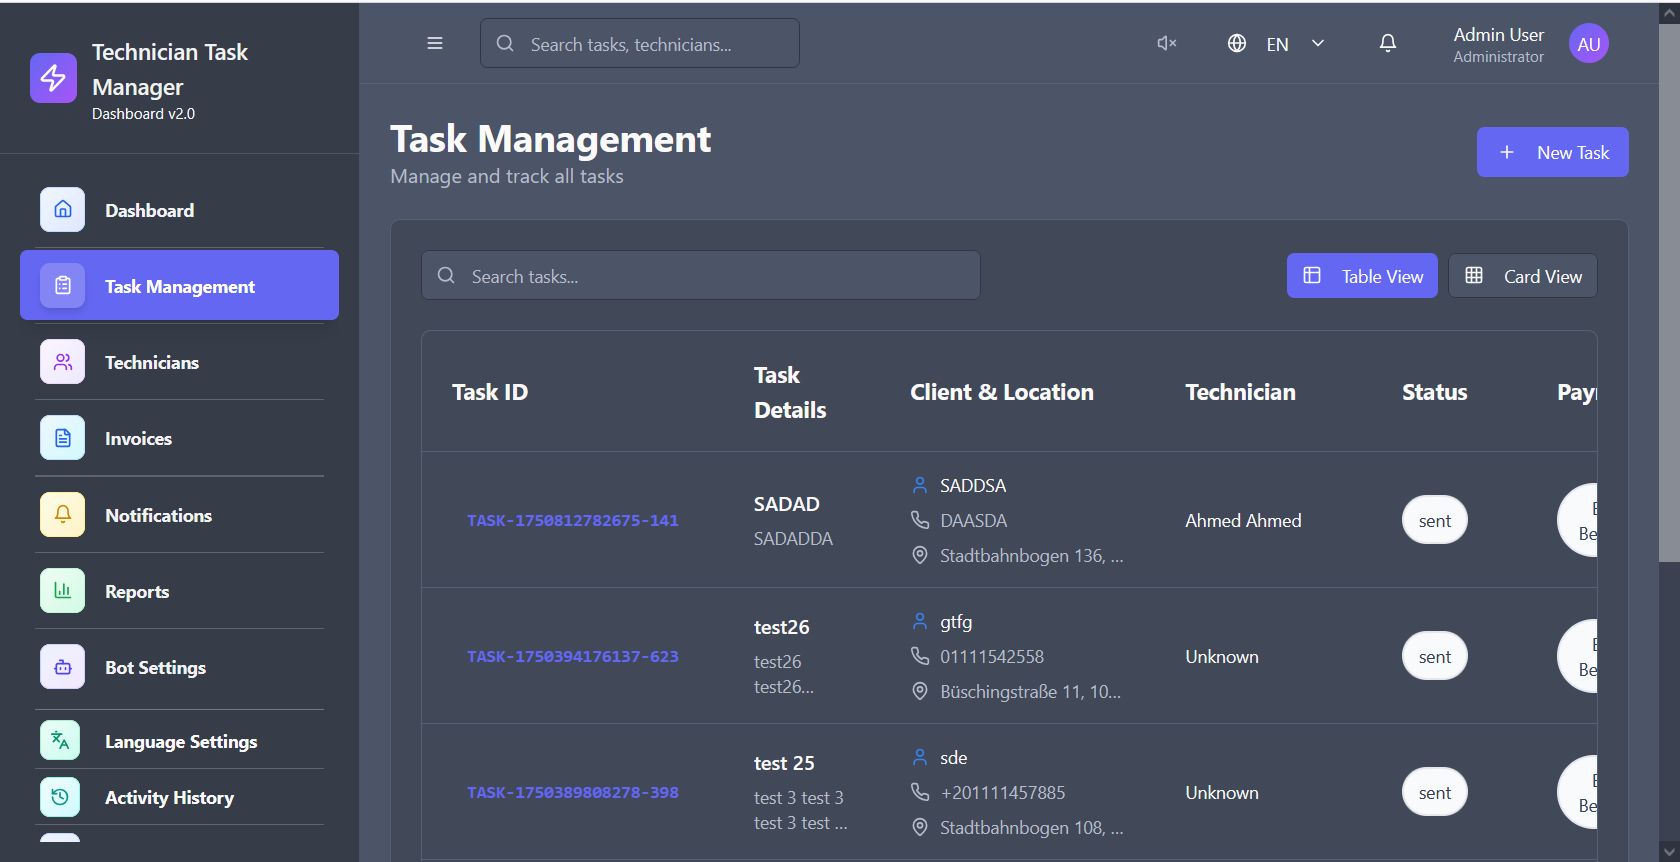 Technician Task
Manager
Dashboard v2.0
Dashboard
Task Management
Technicians
Invoices
Notifications
Reports
Bot Settings
Language Settings
Activity History
Search tasks, technicians...
EN
Admin User
Administrator
AU
Task Management
Manage and track all tasks
New Task
Search tasks...
Table View
Card View
Task ID
Task
Details
Client & Location
Technician
Status
TASK-1750812782675-141
SADAD
SADADDA
SADDSA
DAASDA
Stadtbahnbogen 136, ...
Ahmed Ahmed
sent
Be
TASK-1750394176137-623
test26
test26
test26...
gtfg
01111542558
Büschingstraße 11, 10...
Unknown
sent
Be
TASK-1750389808278-398
test 25
test 3 test 3
test 3 test ...
sde
+201111457885
Stadtbahnbogen 108, ...
Unknown
sent
Be